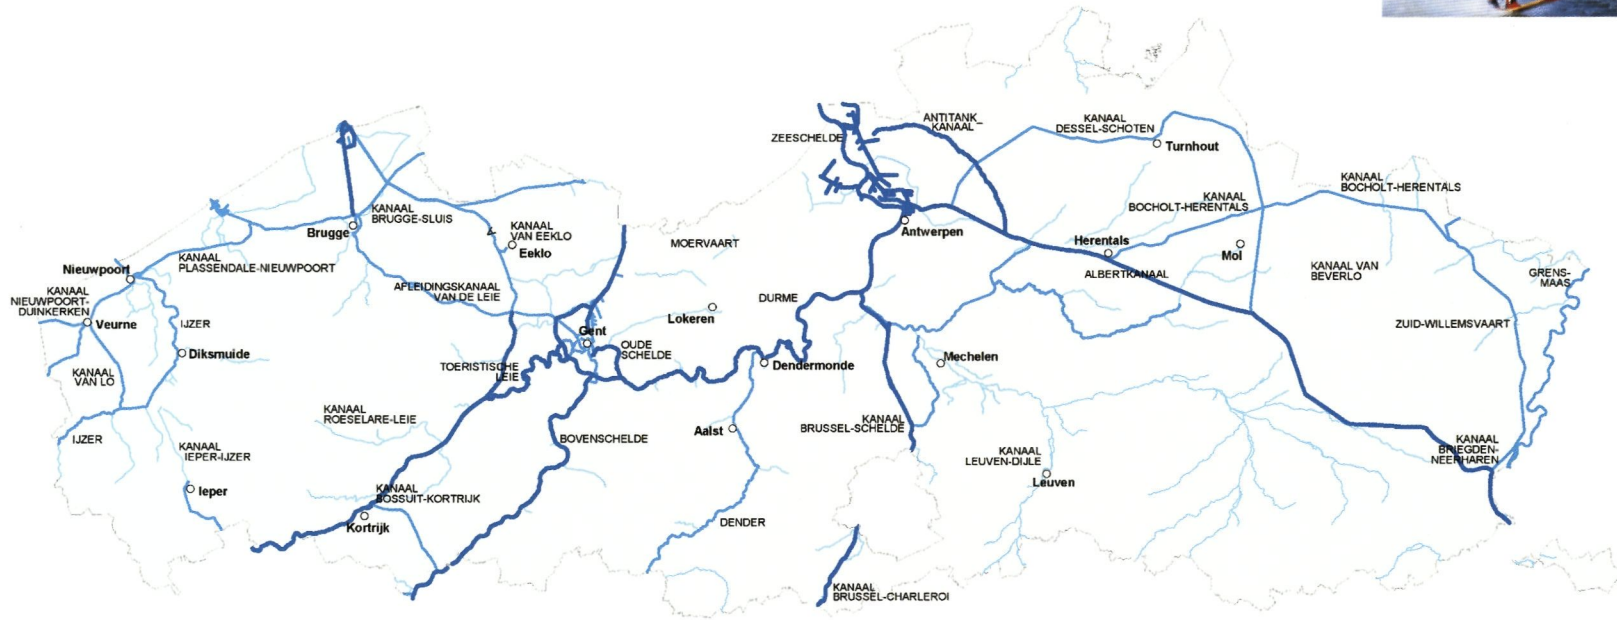 ZEESCHELDE
ANTITANK_
KANAAL
KANAAL
DESSEL-SCHOTEN
Turnhout
KANAAL
BOCHOLT-HERENTALS
KANAAL
BOCHOLT-HERENTALS
KANAAL
BRUGGE-SLUIS
Brugge
KANAAL
VAN EEKLO
Eeklo
MOERVAART
Antwerpen
Herentals
Mol
KANAAL
PLASSENDALE-NIEUWPOORT
Nieuwpoort
ALBERTKANAAL
KANAAL VAN
BEVERLO
GRENS-
MAAS
KANAAL
NIEUWPOORT-
DUINKERKEN
AFLEIDINGSKANAAL
VAN DE LEIE
DURME
Lokeren
Veurne
IJZER
Gent
ZUID-WILLEMSVAART
Diksmuide
OUDE
SCHELDE
Mechelen
TOERISTISCHE
LEIE
Dendermonde
KANAAL
VAN LO
KANAAL
ROESELARE-LEIE
KANAAL
BRUSSEL-SCHELDE
Aalst
IJZER
BOVENSCHELDE
KANAAL
IEPER-IJZER
KANAAL
LEUVEN-DIJLE
KANAAL
BRIEGDEN-
NEERHAREN
Leuven
Ieper
KANAAL
BOSSUIT-KORTRIJK
Kortrijk
DENDER
KANAAL
BRUSSEL-CHARLEROI